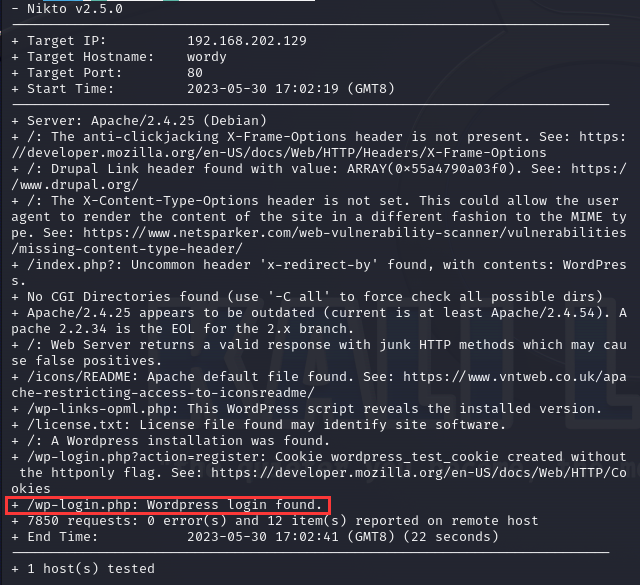 - Nikto v2.5.0
+ Target IP:          192.168.202.129
+ Target Hostname:    wordy
+ Target Port:        80
+ Start Time:         2023-05-30 17:02:19 (GMT8)
+ Server: Apache/2.4.25 (Debian)
+ /: The anti-clickjacking X-Frame-Options header is not present. See: https:
//developer.mozilla.org/en-US/docs/Web/HTTP/Headers/X-Frame-Options
+ /: Drupal Link header found with value: ARRAY(0×55a4790a03f0). See: https:/
/www.drupal.org/
+ /: The X-Content-Type-Options header is not set. This could allow the user
agent to render the content of the site in a different fashion to the MIME ty
pe. See: https://www.netsparker.com/web-vulnerability-scanner/vulnerabilities
/missing-content-type-header/
+ /index.php?: Uncommon header 'x-redirect-by' found, with contents: WordPres
s.
+ No CGI Directories found (use '-C all' to force check all possible dirs)
+ Apache/2.4.25 appears to be outdated (current is at least Apache/2.4.54). A
pache 2.2.34 is the EOL for the 2.x branch.
+ /: Web Server returns a valid response with junk HTTP methods which may cau
se false positives.
+ /icons/README: Apache default file found. See: https://www.vntweb.co.uk/apa
che-restricting-access-to-iconsreadme/
+ /wp-links-opml.php: This WordPress script reveals the installed version.
+ /license.txt: License file found may identify site software.
+ /: A Wordpress installation was found.
+ /wp-login.php?action=register: Cookie wordpress_test_cookie created without
 the httponly flag. See: https://developer.mozilla.org/en-US/docs/Web/HTTP/Co
okies
+ /wp-login.php: Wordpress login found.
+ 7850 requests: 0 error(s) and 12 item(s) reported on remote host
+ End Time:           2023-05-30 17:02:41 (GMT8) (22 seconds)
+ 1 host(s) tested